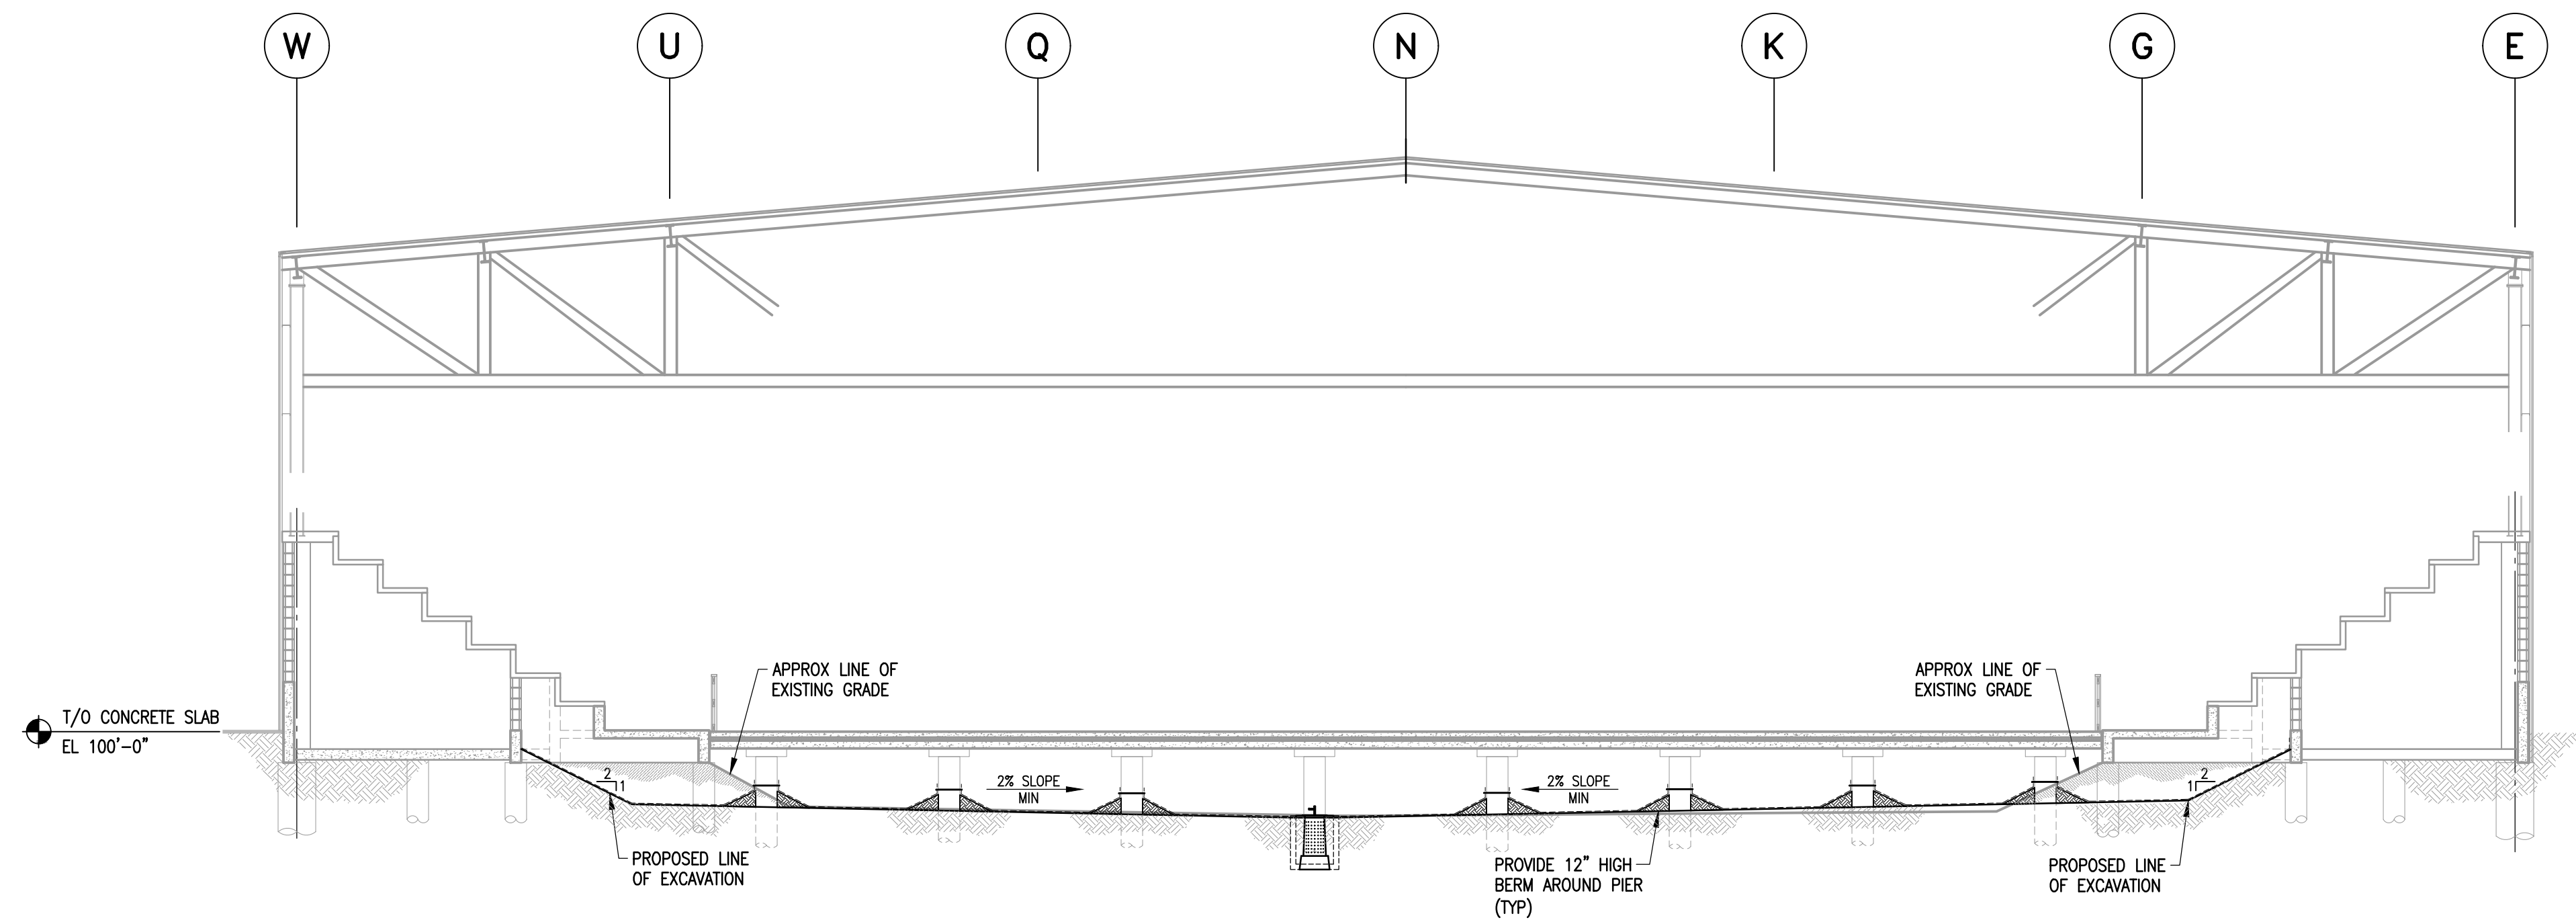 W
U
Q
N
K
G
E
APPROX LINE OF
EXISTING GRADE
APPROX LINE OF
EXISTING GRADE
T/O CONCRETE SLAB
EL 100'-0"
2
1
2% SLOPE
MIN
2% SLOPE
MIN
2
1
PROPOSED LINE
OF EXCAVATION
PROVIDE 12" HIGH
BERM AROUND PIER
(TYP)
PROPOSED LINE
OF EXCAVATION